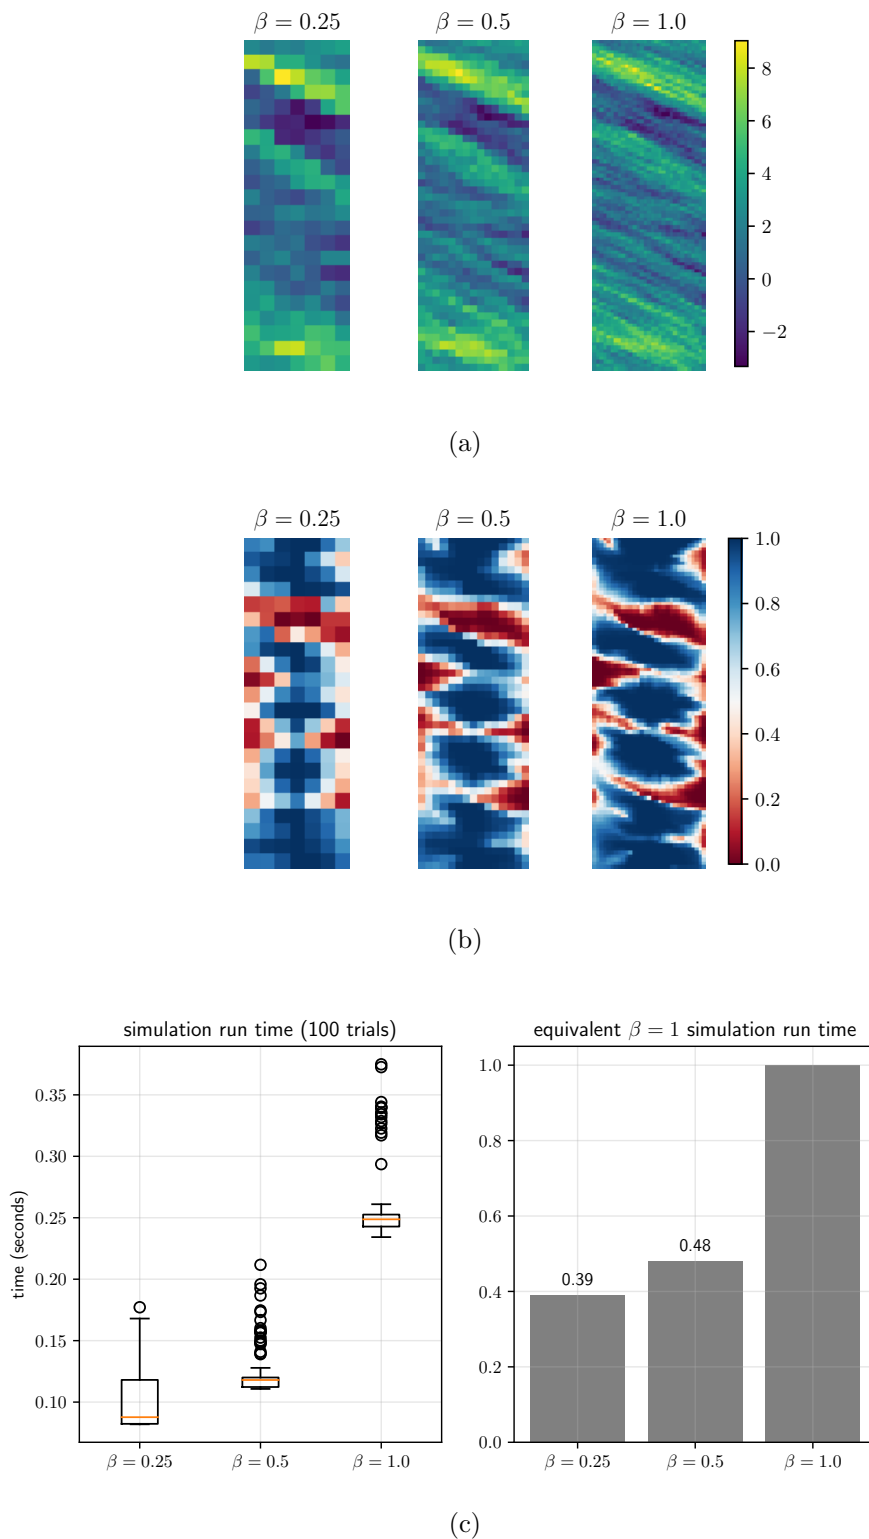 β = 0.25 β = 0.5 β = 1.0
8
6
4
2
0
−2
(a)
β = 0.25 β = 0.5 β = 1.0
1.0
0.8
0.6
0.4
0.2
0.0
(b)
simulation run time (100 trials)
time (seconds)
0.35
0.30
0.25
0.20
0.15
0.10
β = 0.25 β = 0.5 β = 1.0
equivalent β = 1 simulation run time
1.0
0.8
0.6
0.4
0.2
0.0
0.39
0.48
β = 0.25 β = 0.5 β = 1.0
(c)